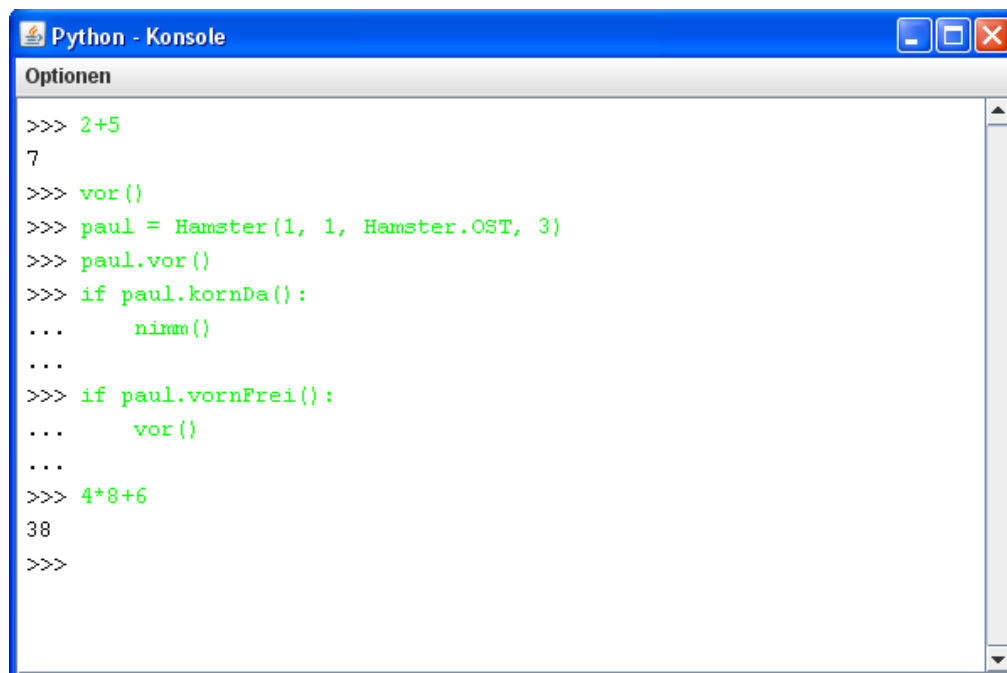 Python - Konsole
Optionen
>>> 2+5
7
>>> vor()
>>> paul = Hamster(1, 1, Hamster.OST, 3)
>>> paul.vor()
>>> if paul.kornDa():
...     nimm()
...
>>> if paul.vornFrei():
...     vor()
...
>>> 4*8+6
38
>>>